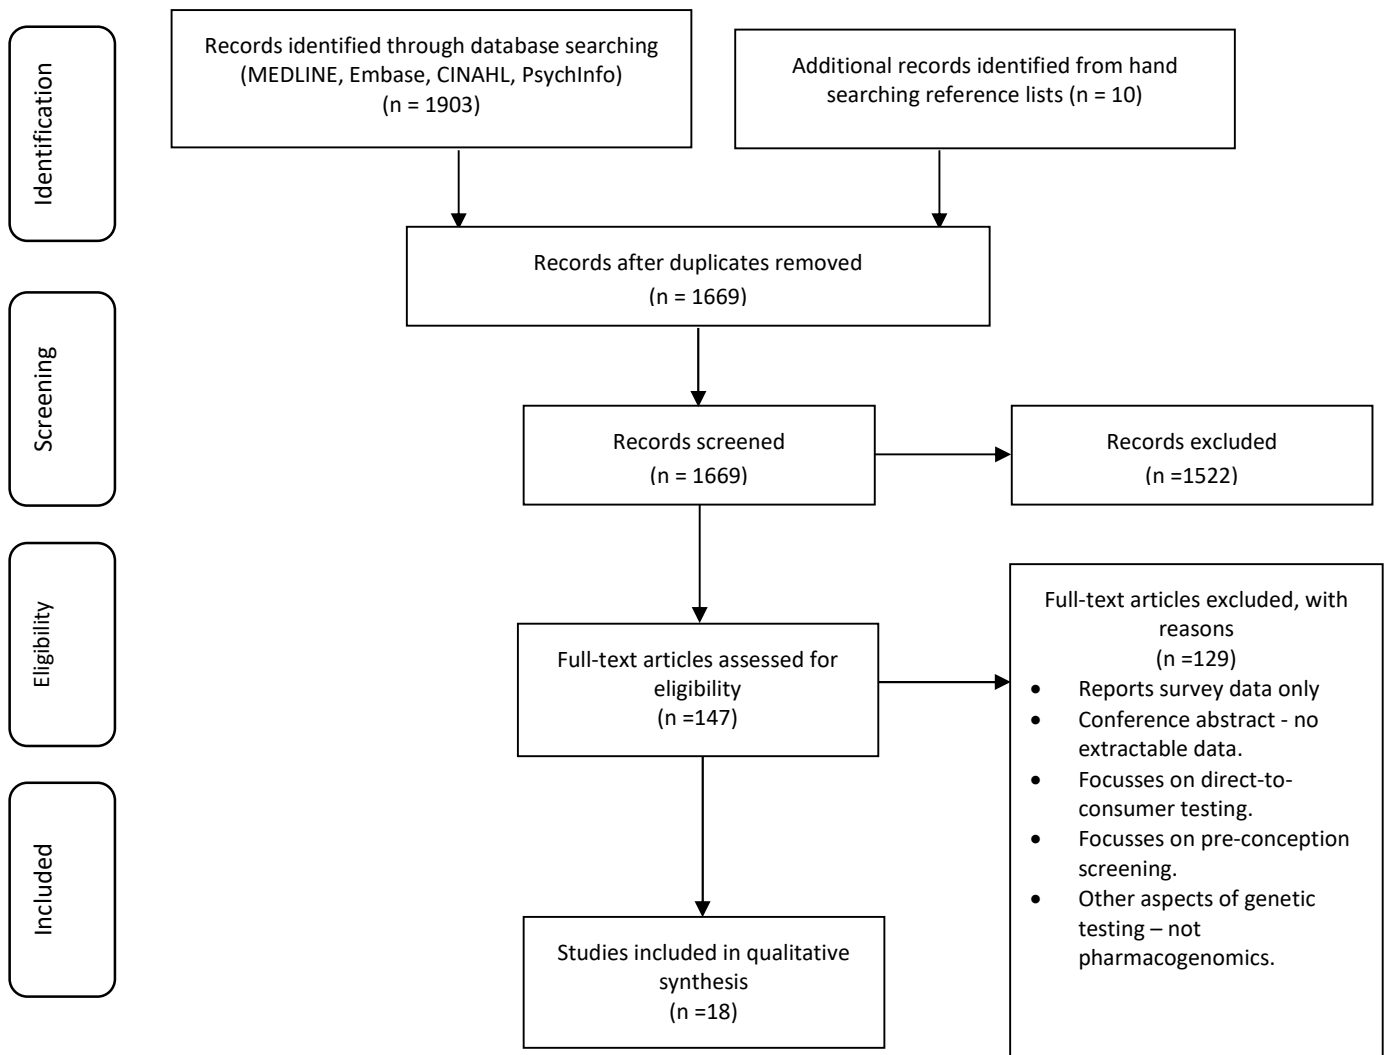 Identification
Records identified through database searching
(MEDLINE, Embase, CINAHL, PsychInfo)
(n = 1903)
Additional records identified from hand
searching reference lists (n = 10)
Records after duplicates removed
(n = 1669)
Screening
Records screened
(n = 1669)
Records excluded
(n =1522)
Eligibility
Full-text articles assessed for
eligibility
(n =147)
Full-text articles excluded, with
reasons
(n =129)
• Reports survey data only
• Conference abstract - no
extractable data.
• Focusses on direct-to-
consumer testing.
• Focusses on pre-conception
screening.
• Other aspects of genetic
testing – not
pharmacogenomics.
Included
Studies included in qualitative
synthesis
(n =18)